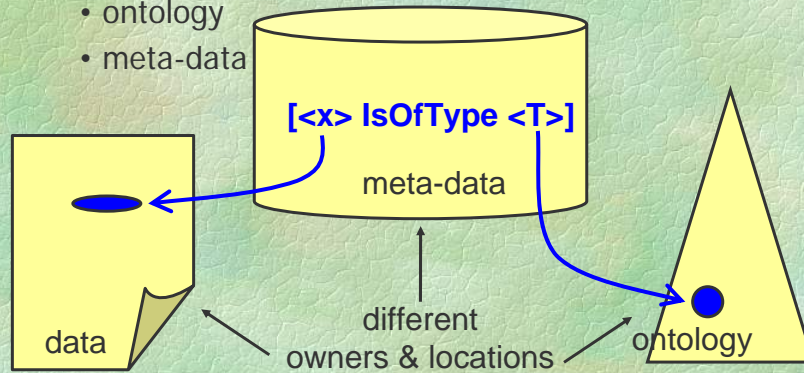 • ontology
• meta-data
[<x> IsOfType <T>]
meta-data
data
different
owners & locations
ontology